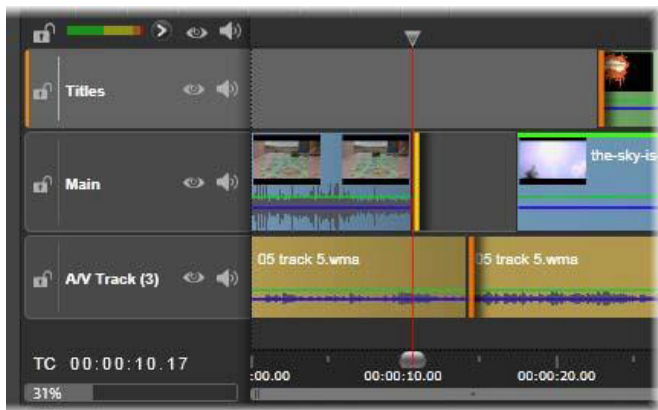 Titles
Main
the-sky-is
A/V Track (3)
05 track 5.wma
05 track 5.wma
TC 00:00:10.17
:00.00
00:00:10.00
00:00:20.00
31%